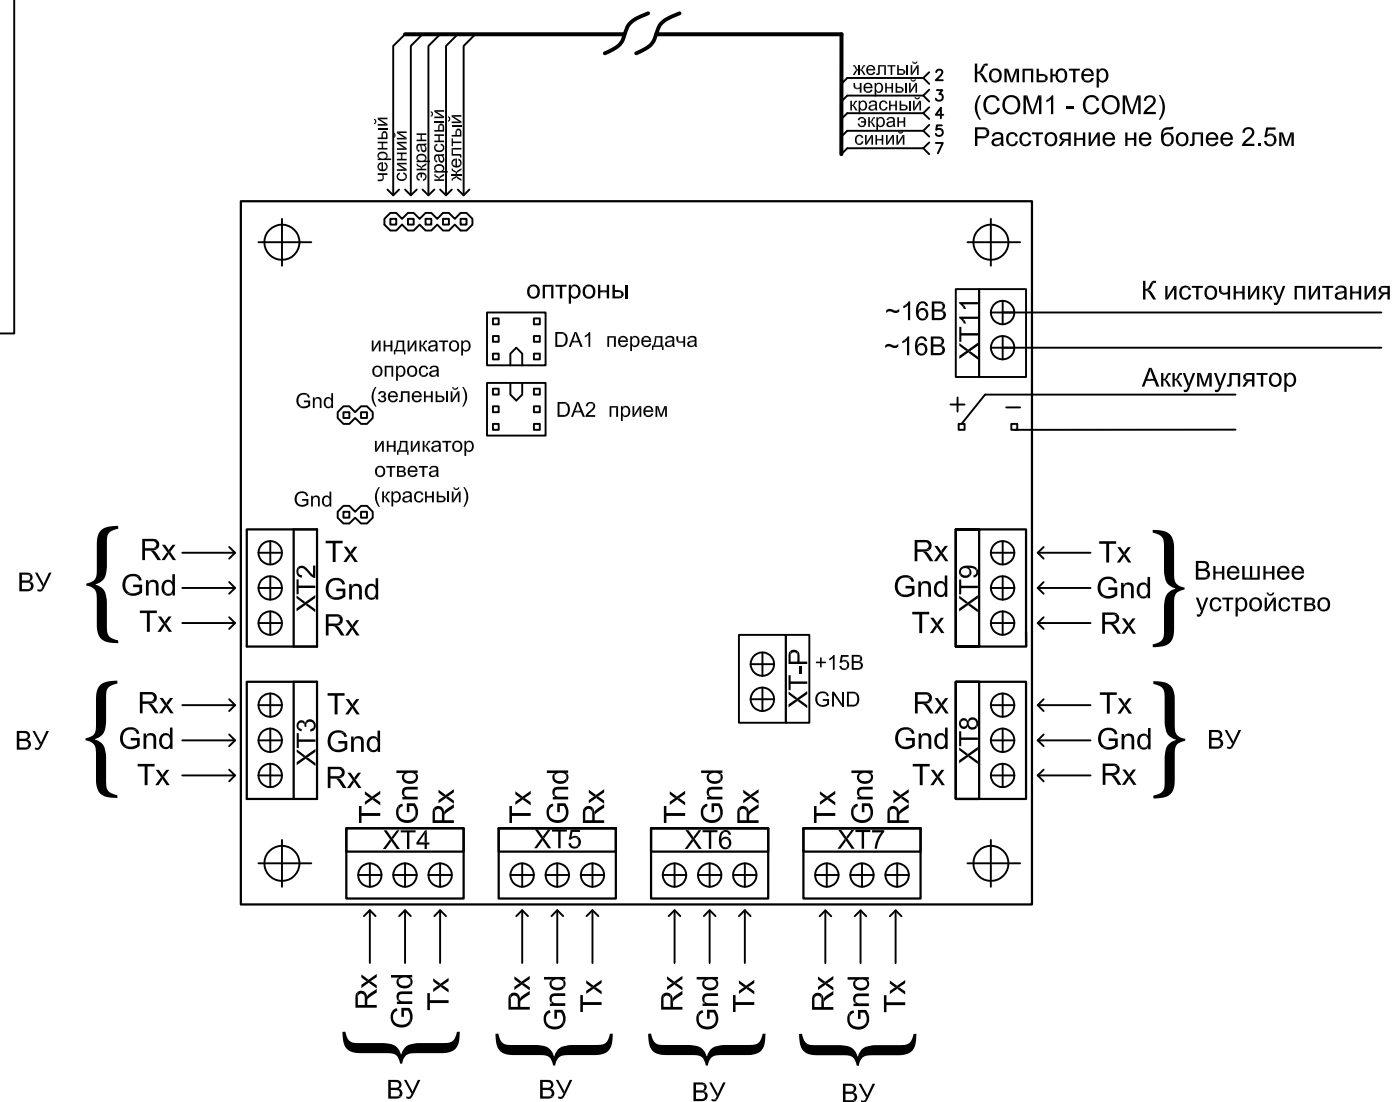 желтый 2
черный 3
красный 4
экран 5
синий 7
Компьютер
(COM1 - COM2)
Расстояние не более 2.5м
черный
синий
экран
красный
желтый
оптроны
DA1 передача
DA2 прием
индикатор
опроса
(зеленый)
Gnd
индикатор
ответа
(красный)
Gnd
~16В
~16В
XT11
К источнику питания
Аккумулятор
+ –
ВУ
Rx
Gnd
Tx
XT2
Tx
Gnd
Rx
ВУ
Rx
Gnd
Tx
XT3
Tx
Gnd
Rx
Rx
Gnd
Tx
XT9
Tx
Gnd
Rx
Внешнее
устройство
XT-P
+15В
GND
Rx
Gnd
Tx
XT8
Tx
Gnd
Rx
ВУ
Tx Gnd Rx
XT4
Rx Gnd Tx
ВУ
Tx Gnd Rx
XT5
Rx Gnd Tx
ВУ
Tx Gnd Rx
XT6
Rx Gnd Tx
ВУ
Tx Gnd Rx
XT7
Rx Gnd Tx
ВУ